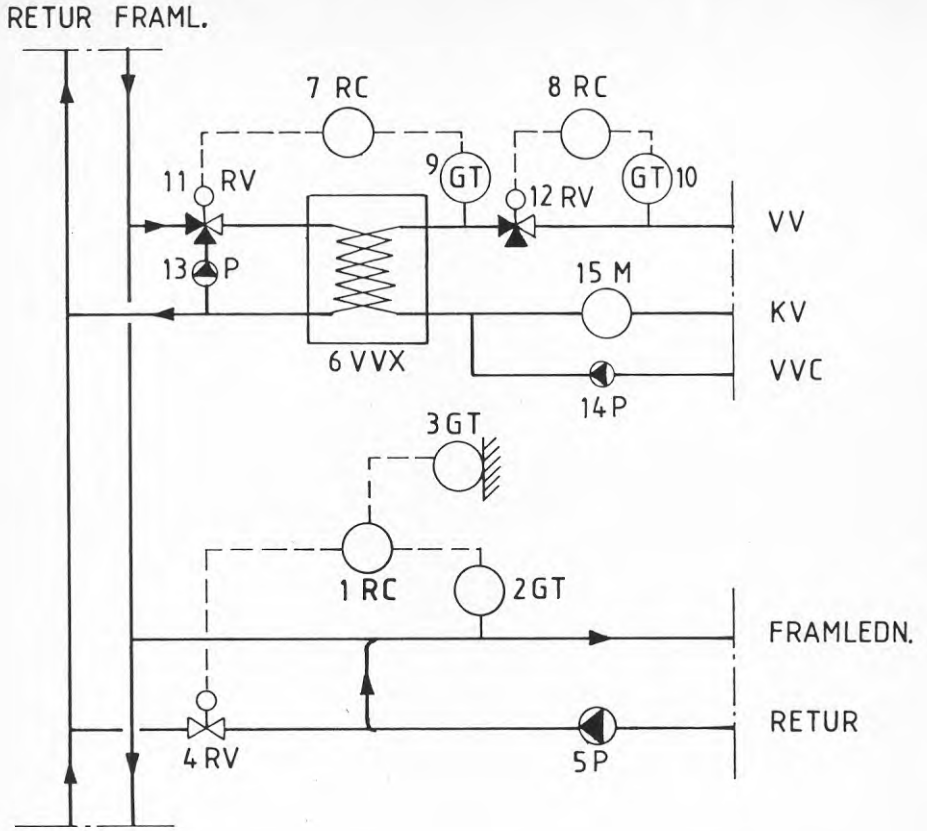 RETUR FRAML.
7 RC
8 RC
11 RV
9 GT
12 RV
GT 10
VV
13 P
15 M
KV
6 VVX
VVC
14 P
3 GT
1 RC
2 GT
FRAMLEDN.
RETUR
4 RV
5 P